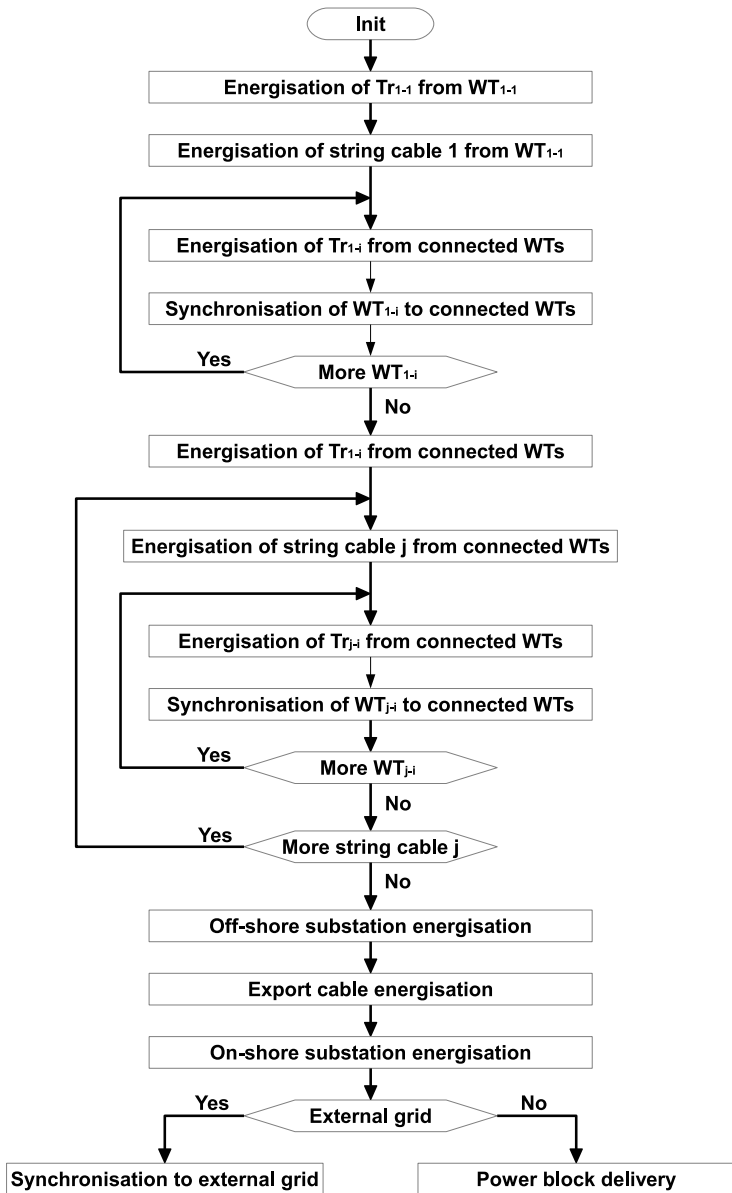 Init
Energisation of Tr₁₋₁ from WT₁₋₁
Energisation of string cable 1 from WT₁₋₁
Energisation of Tr₁₋ᵢ from connected WTs
Synchronisation of WT₁₋ᵢ to connected WTs
Yes
More WT₁₋ᵢ
No
Energisation of Tr₁₋ᵢ from connected WTs
Energisation of string cable j from connected WTs
Energisation of Trⱼ₋ᵢ from connected WTs
Synchronisation of WTⱼ₋ᵢ to connected WTs
Yes
More WTⱼ₋ᵢ
No
Yes
More string cable j
No
Off-shore substation energisation
Export cable energisation
On-shore substation energisation
Yes
External grid
No
Synchronisation to external grid
Power block delivery